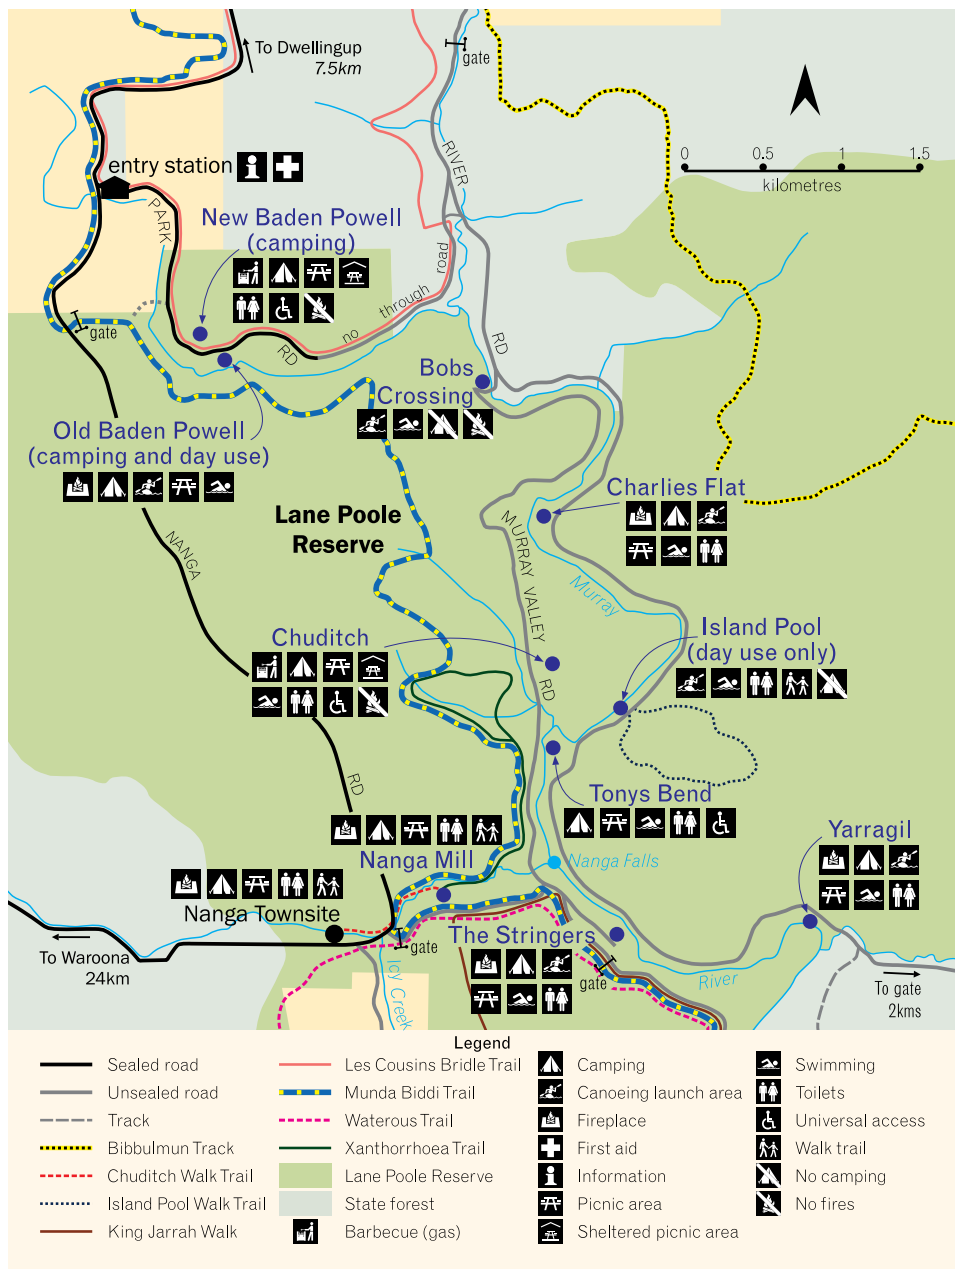 To Dwellingup
7.5km
gate
entry station
PARK
RIVER
0 0.5 1 1.5
kilometres
New Baden Powell
(camping)
road
through
no
RD
gate
RD
Bobs
Crossing
Old Baden Powell
(camping and day use)
Charlies Flat
Lane Poole
Reserve
NANGA
MURRAY VALLEY
Murray
Chuditch
Island Pool
(day use only)
RD
RD
Tonys Bend
Yarragil
Nanga Mill
Nanga Falls
Nanga Townsite
The Stringers
gate
To Waroona
24km
Icy Creek
gate
River
To gate
2kms
Legend
Sealed road
Unsealed road
Track
Bibbulmun Track
Chuditch Walk Trail
Island Pool Walk Trail
King Jarrah Walk
Les Cousins Bridle Trail
Munda Biddi Trail
Waterous Trail
Xanthorrhoea Trail
Lane Poole Reserve
State forest
Barbecue (gas)
Camping
Canoeing launch area
Fireplace
First aid
Information
Picnic area
Sheltered picnic area
Swimming
Toilets
Universal access
Walk trail
No camping
No fires